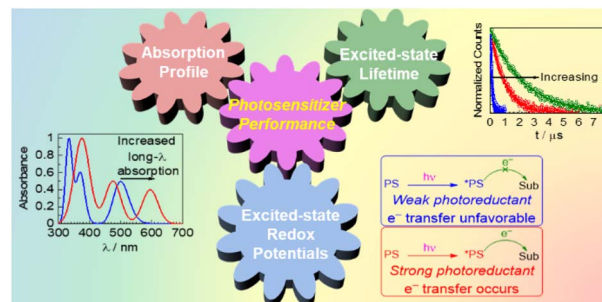 Absorption
Profile
Excited-state
Lifetime
Photosensitizer
Performance
Excited-state
Redox
Potentials
Normalized Counts
Increasing
0 1 2 3 4 5 6 7 8
t / μs
Absorbance
1
0.8
0.6
0.4
0.2
0
Increased
long-λ
absorption
300 400 500 600 700
λ / nm
PS hν *PS e⁻ Sub
Weak photoreductant
e⁻ transfer unfavorable
PS hν *PS e⁻ Sub
Strong photoreductant
e⁻ transfer occurs